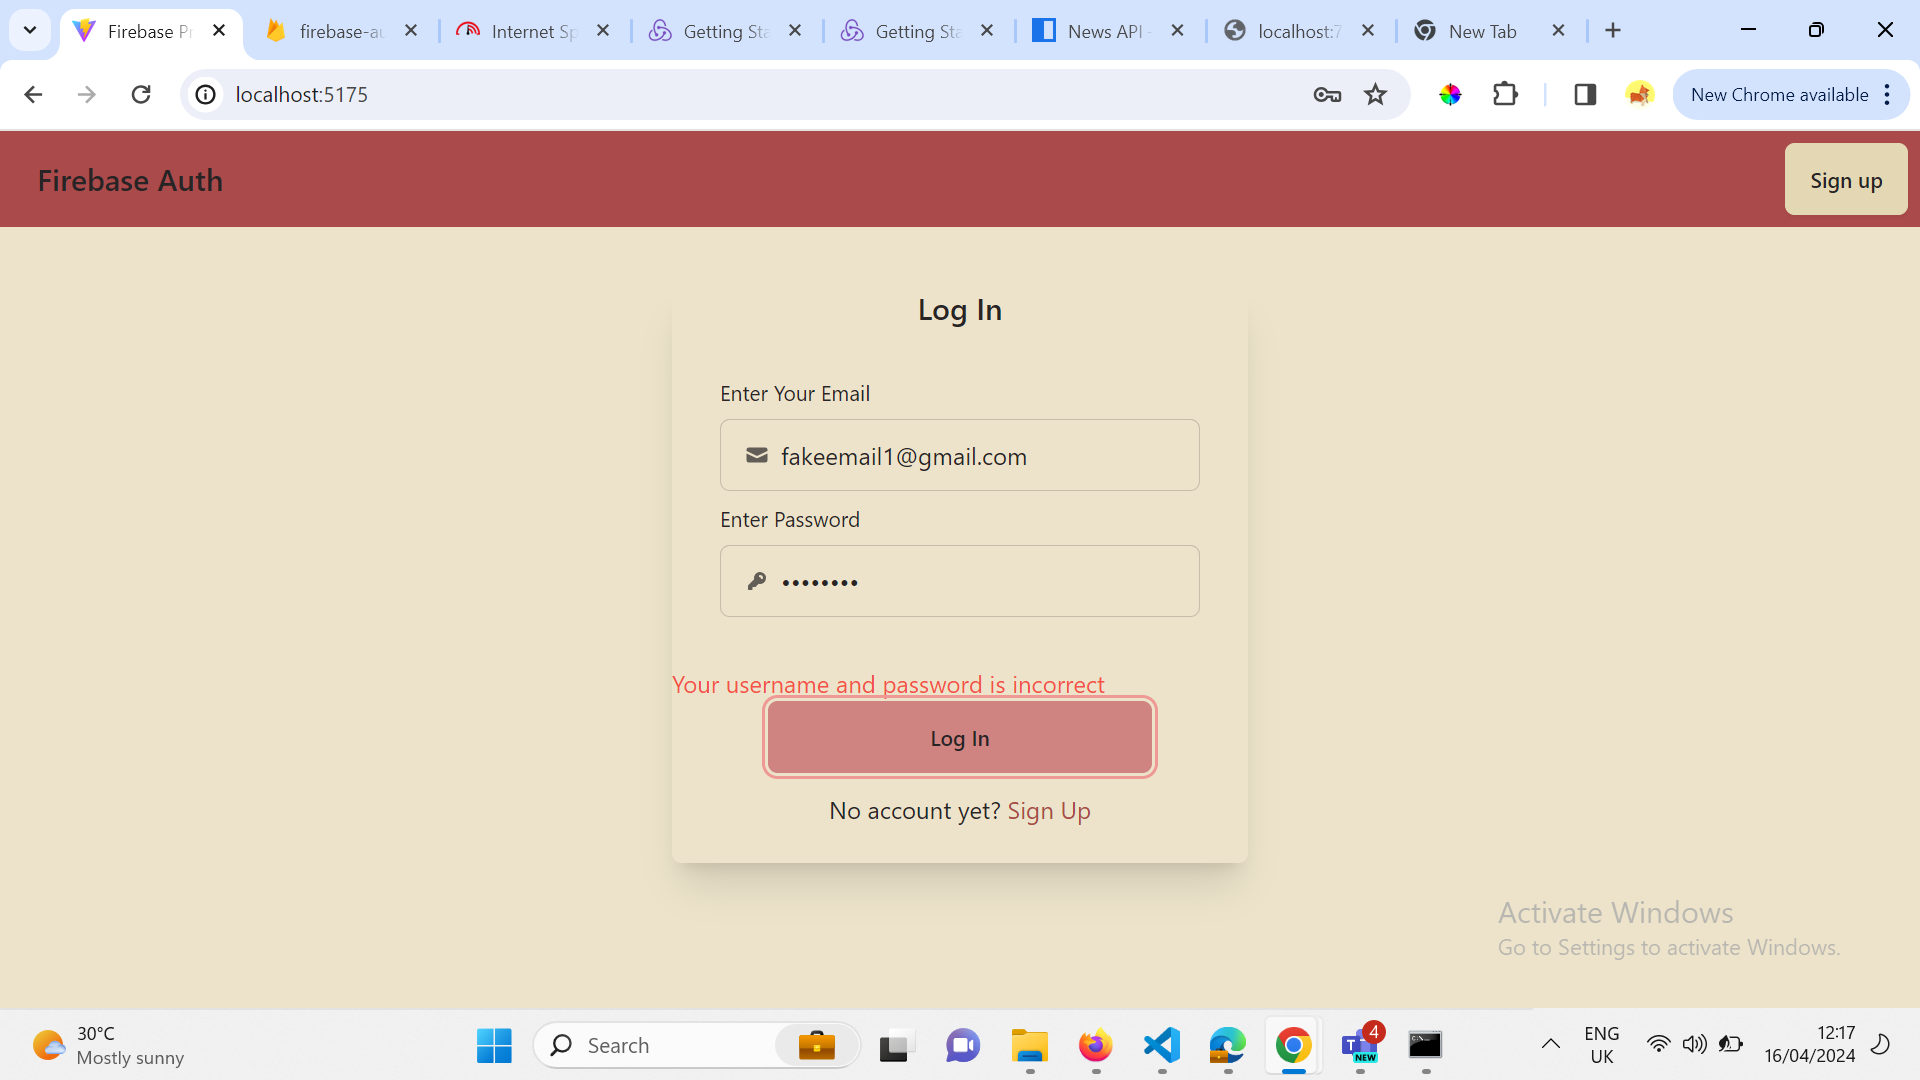 Firebase Pr
firebase-au
Internet Sp
Getting Sta
Getting Sta
News API -
localhost:7
New Tab
localhost:5175
New Chrome available
Firebase Auth
Sign up
Log In
Enter Your Email
fakeemail1@gmail.com
Enter Password
••••••••
Your username and password is incorrect
Log In
No account yet? Sign Up
Activate Windows
Go to Settings to activate Windows.
30°C
Mostly sunny
Search
T
NEW
4
ENG
UK
12:17
16/04/2024